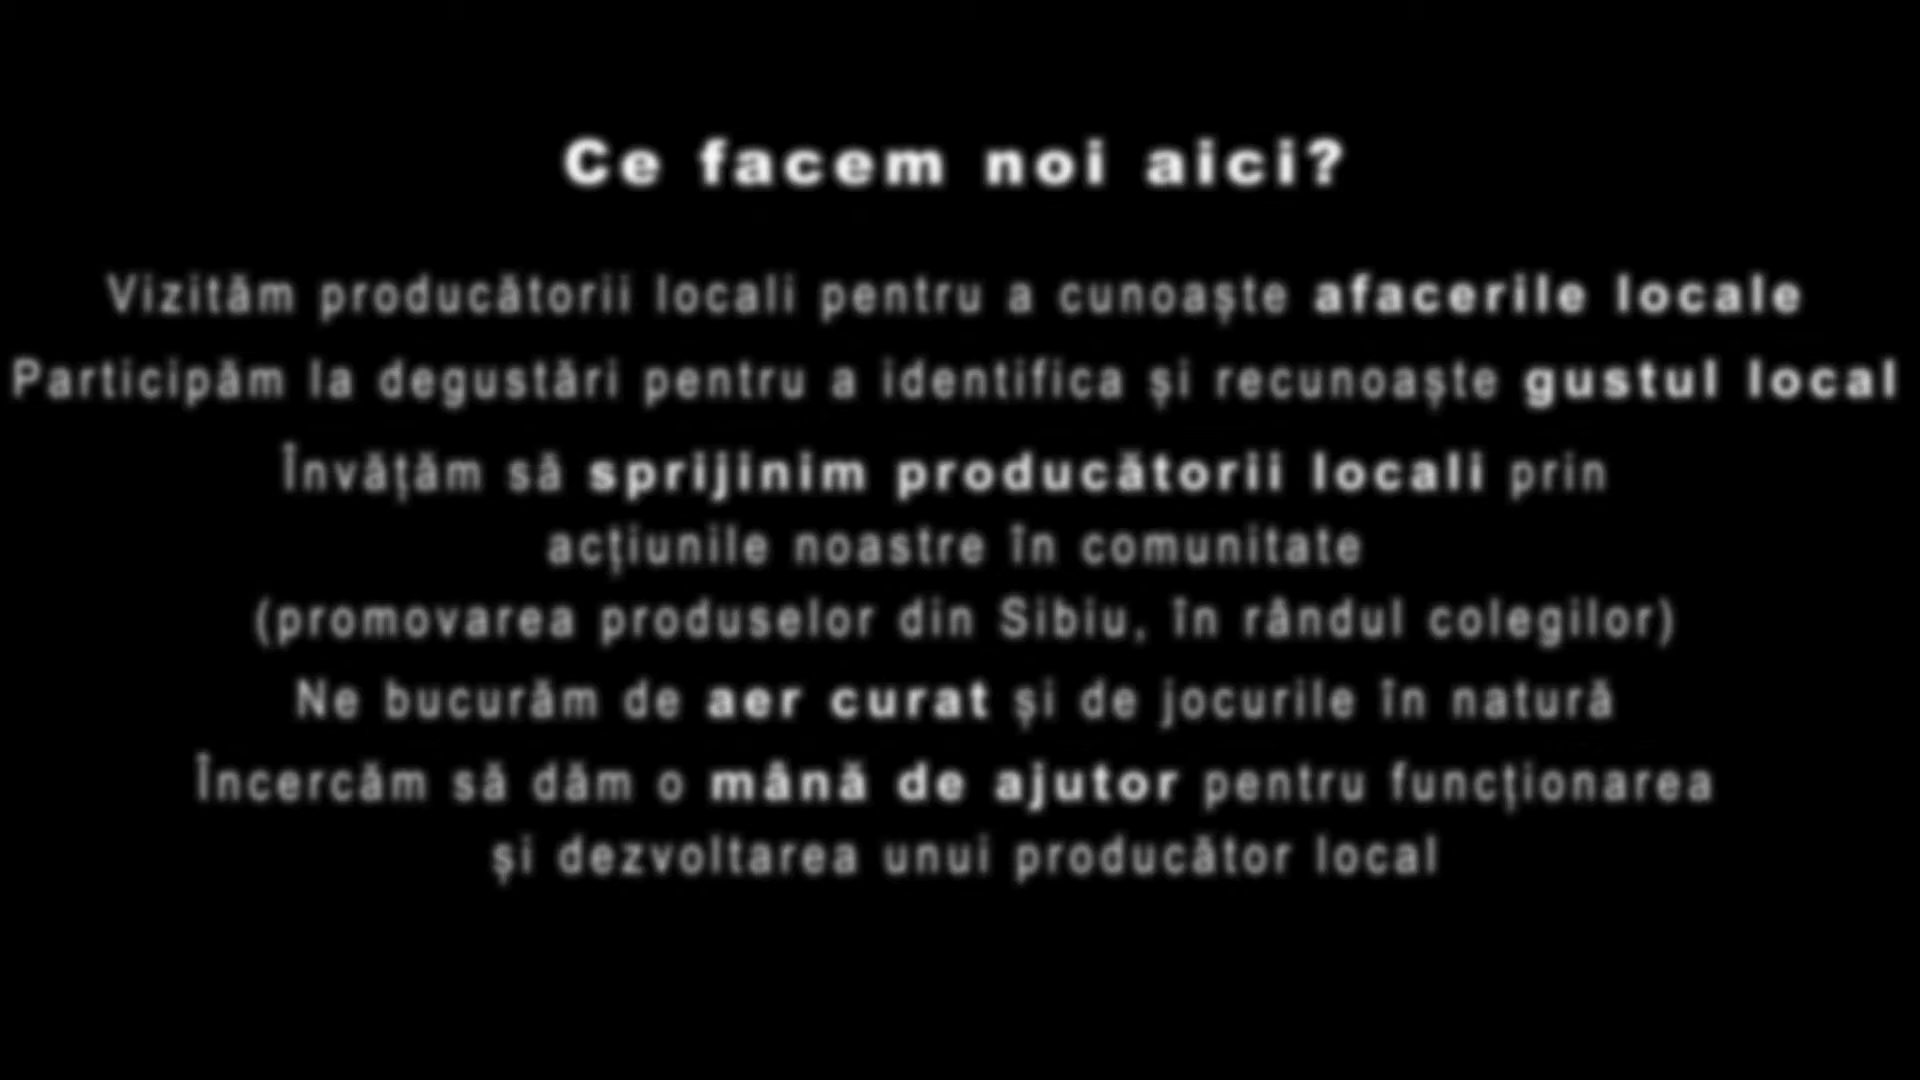 Ce facem noi aici?
Vizităm producătorii locali pentru a cunoaște afacerile locale
Participăm la degustări pentru a identifica și recunoaște gustul local
Învățăm să sprijinim producătorii locali prin
acțiunile noastre în comunitate
(promovarea produselor din Sibiu, în rândul colegilor)
Ne bucurăm de aer curat și de jocurile în natură
Încercăm să dăm o mână de ajutor pentru funcționarea
și dezvoltarea unui producător local